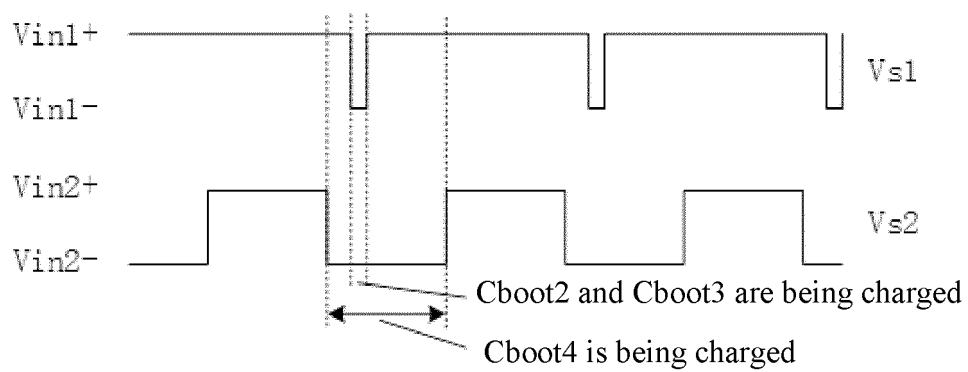 Vin1+
Vs1
Vin1-
Vin2+
Vs2
Vin2-
Cboot2 and Cboot3 are being charged
Cboot4 is being charged